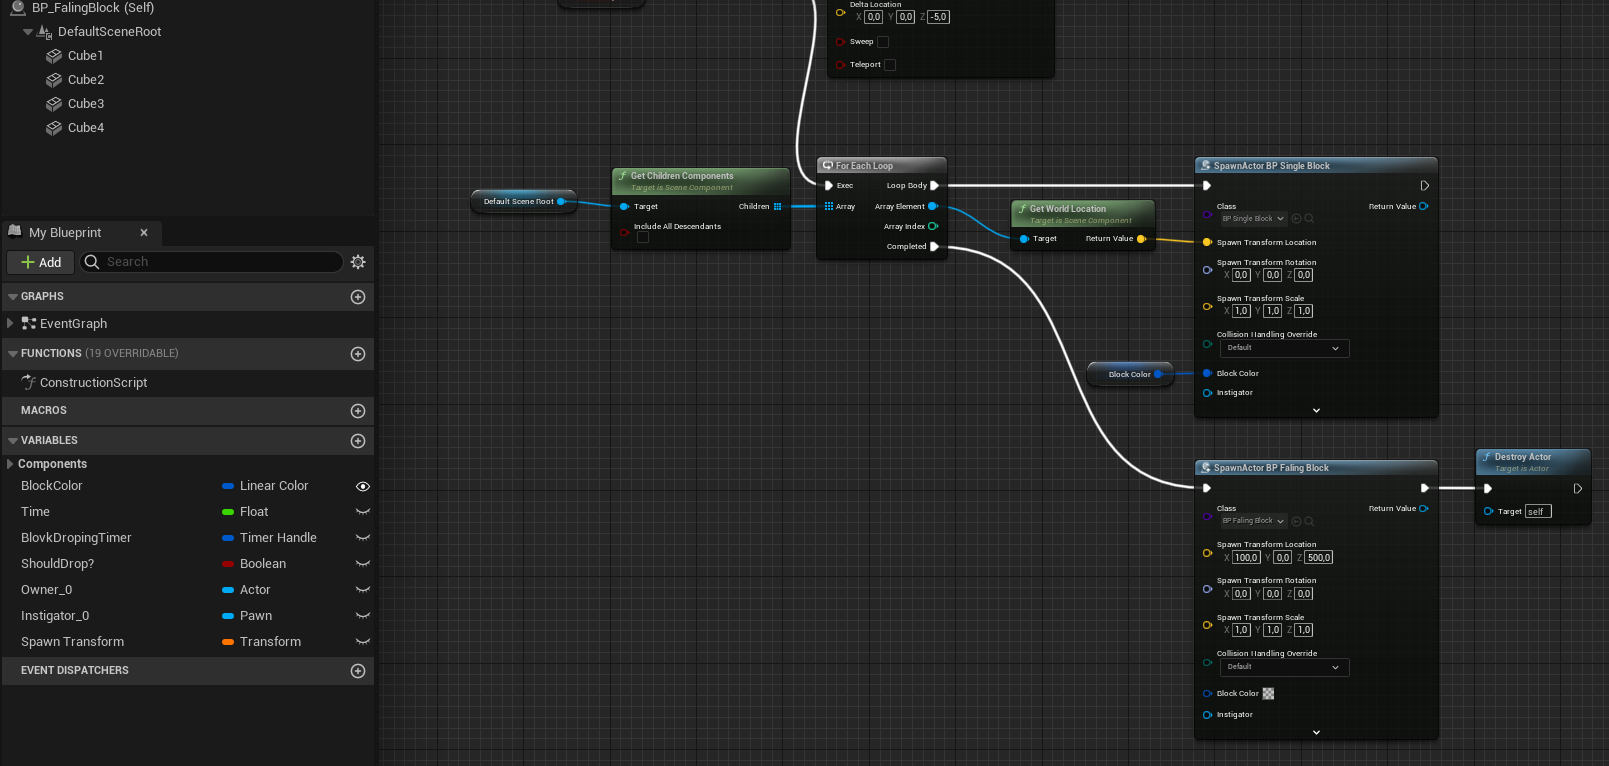 BP_FalingBlock (Self)
DefaultSceneRoot
Cube1
Cube2
Cube3
Cube4
My Blueprint
Add
Search
GRAPHS
EventGraph
FUNCTIONS (19 OVERRIDABLE)
ConstructionScript
MACROS
VARIABLES
Components
BlockColor Linear Color
Time Float
BlovkDropingTimer Timer Handle
ShouldDrop? Boolean
Owner_0 Actor
Instigator_0 Pawn
Spawn Transform Transform
EVENT DISPATCHERS
Delta Location
X 0,0 Y 0,0 Z -5,0
Sweep
Teleport
Default Scene Root
Get Children Components
Target is Scene Component
Target Children
Include All Descendants
For Each Loop
Exec Loop Body
Array Array Element
Array Index
Completed
Get World Location
Target is Scene Component
Target Return Value
Block Color
SpawnActor BP Single Block
Class Return Value
BP Single Block
Spawn Transform Location
Spawn Transform Rotation
X 0,0 Y 0,0 Z 0,0
Spawn Transform Scale
X 1,0 Y 1,0 Z 1,0
Collision Handling Override
Default
Block Color
Instigator
SpawnActor BP Faling Block
Class Return Value
BP Faling Block
Spawn Transform Location
X 100,0 Y 0,0 Z 500,0
Spawn Transform Rotation
X 0,0 Y 0,0 Z 0,0
Spawn Transform Scale
X 1,0 Y 1,0 Z 1,0
Collision Handling Override
Default
Block Color
Instigator
Destroy Actor
Target is Actor
Target self